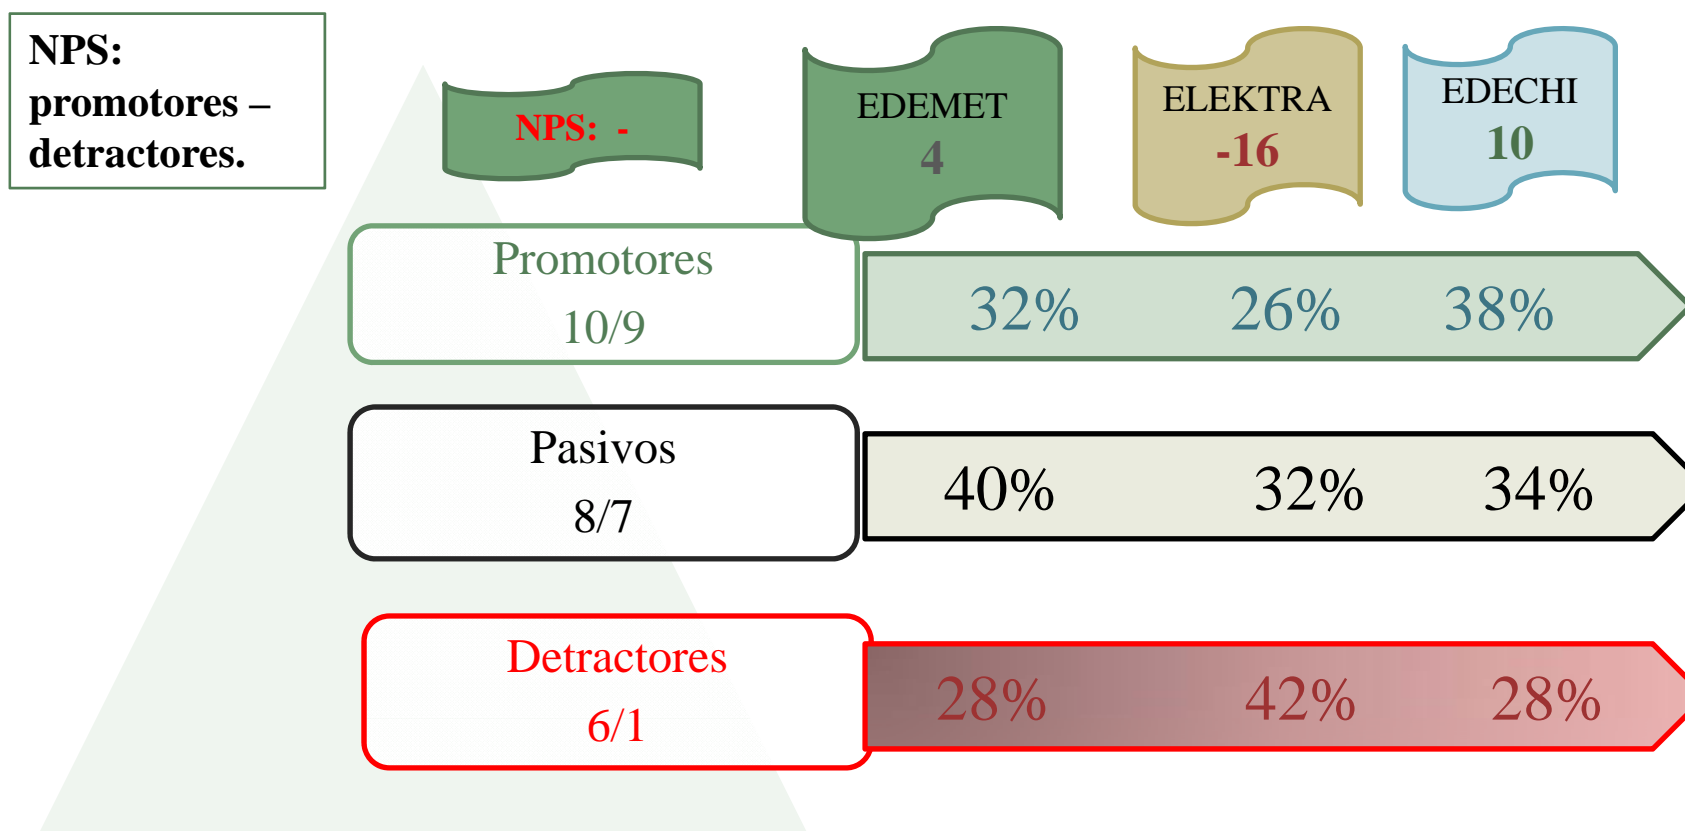 NPS:
promotores –
detractores.
NPS: -
EDEMET
4
ELEKTRA
-16
EDECHI
10
Promotores
10/9
32% 26% 38%
Pasivos
8/7
40% 32% 34%
Detractores
6/1
28% 42% 28%